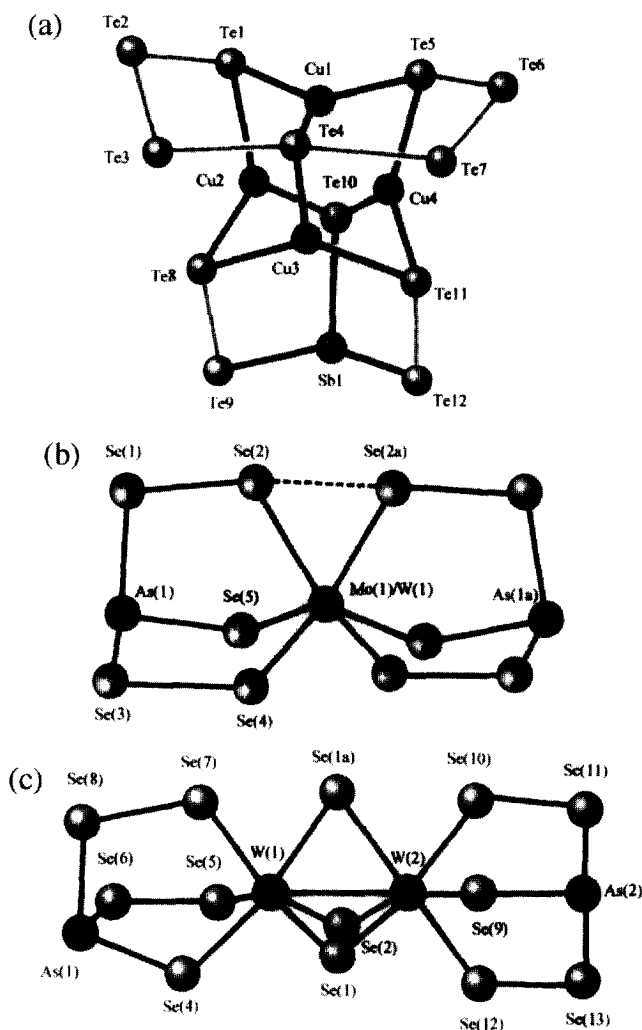 (a)
Te2
Te1
Cu1
Te5
Te6
Te3
Te4
Te7
Cu2
Te10
Cu4
Te8
Cu3
Te11
Te9
Sb1
Te12
(b)
Se(1)
Se(2)
Se(2a)
As(1)
Se(5)
Mo(1)/W(1)
As(1a)
Se(3)
Se(4)
(c)
Se(8)
Se(7)
Se(1a)
Se(10)
Se(11)
Se(6)
Se(5)
W(1)
W(2)
As(2)
Se(9)
As(1)
Se(4)
Se(2)
Se(1)
Se(12)
Se(13)